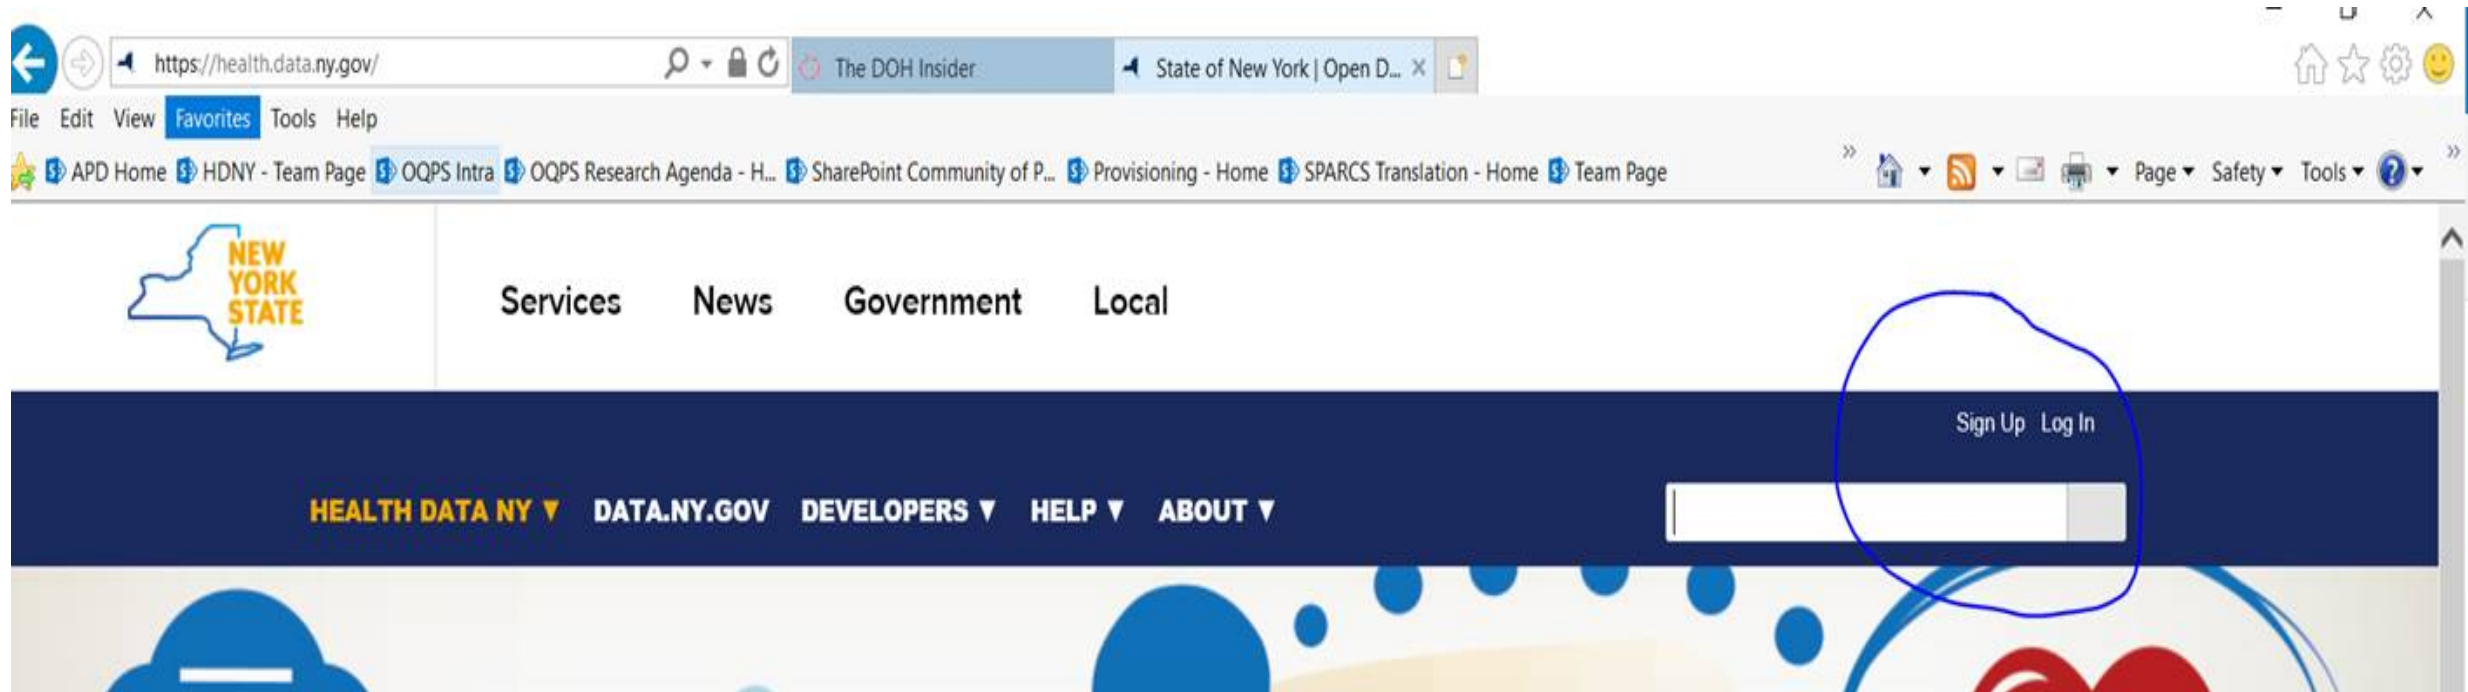 https://health.data.ny.gov/ The DOH Insider State of New York | Open D...
File Edit View Favorites Tools Help
APD Home HDNY - Team Page OQPS Intra OQPS Research Agenda - H... SharePoint Community of P... Provisioning - Home SPARCS Translation - Home Team Page Page Safety Tools
NEW
YORK
STATE
Services News Government Local
Sign Up Log In
HEALTH DATA NY ▼ DATA.NY.GOV DEVELOPERS ▼ HELP ▼ ABOUT ▼